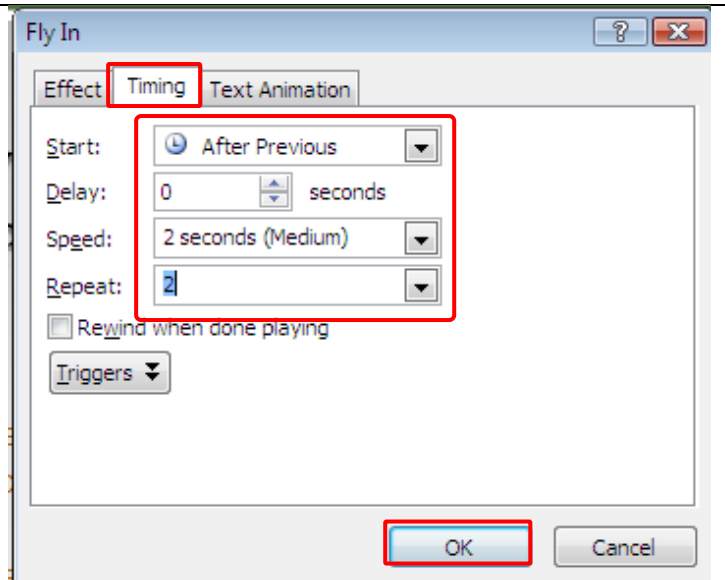 Fly In
Effect Timing Text Animation
Start: After Previous
Delay: 0 seconds
Speed: 2 seconds (Medium)
Repeat: 2
Rewind when done playing
Triggers
OK Cancel